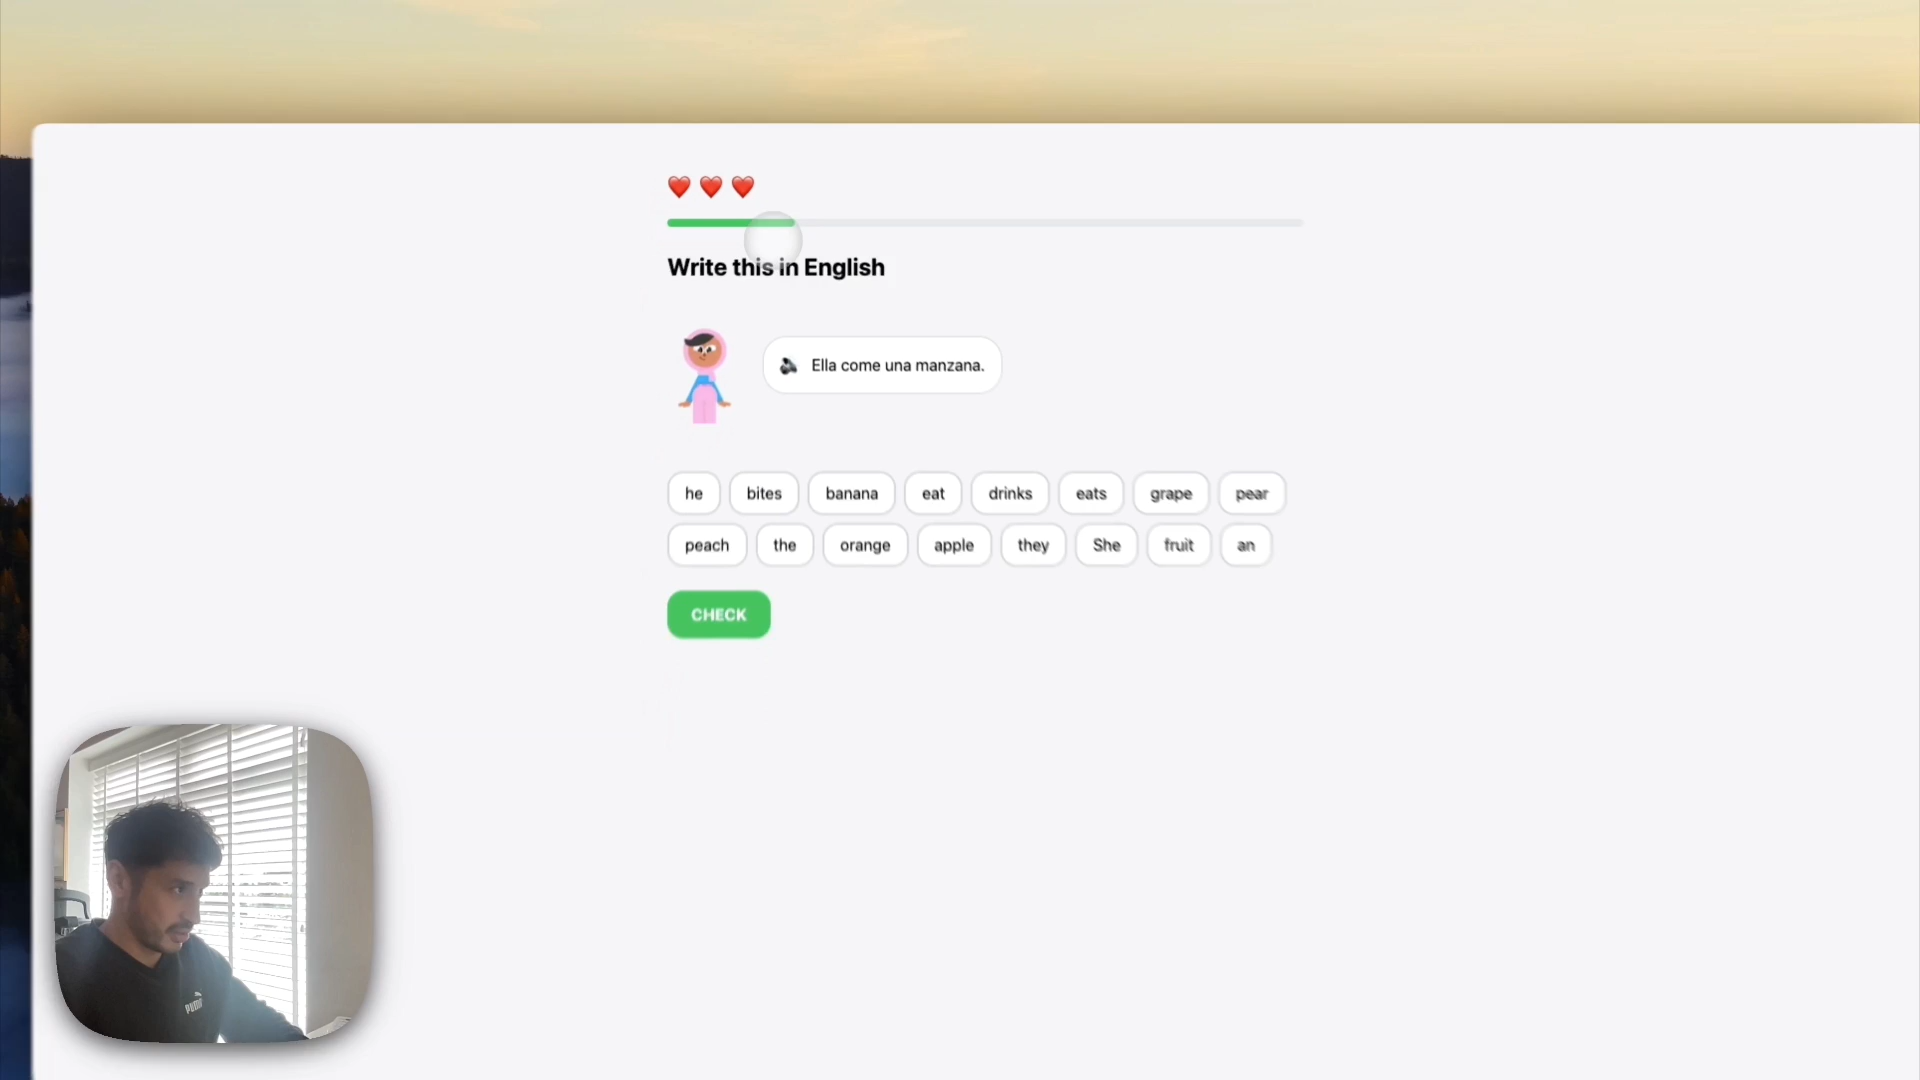 Write this in English
Ella come una manzana.
he bites banana eat drinks eats grape pear
peach the orange apple they She fruit an
CHECK
PUMA